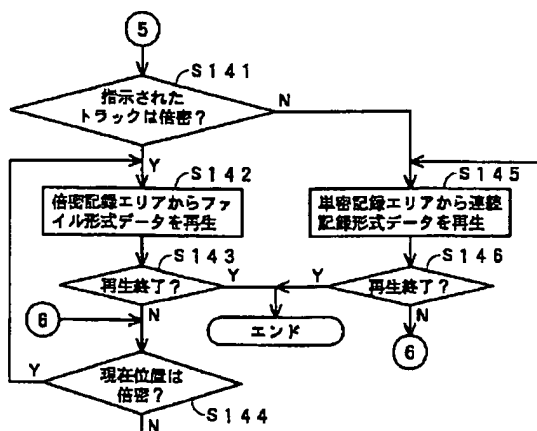 5
S141
指示された
トラックは倍密?
N
Y
S142
S145
倍密記録エリアからファ
イル形式データを再生
単密記録エリアから連続
記録形式データを再生
S143
S146
再生終了?
Y
Y
再生終了?
N
エンド
N
6
6
Y
現在位置は
倍密?
S144
N